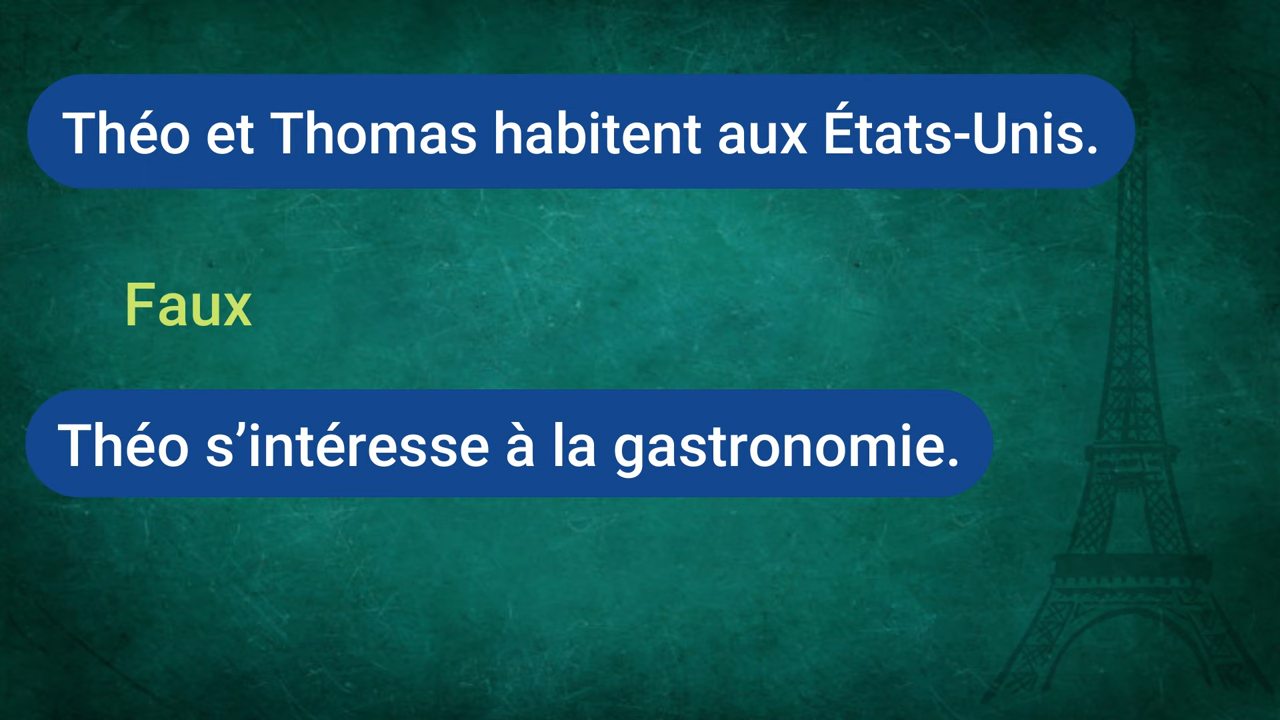 Théo et Thomas habitent aux États-Unis.
Faux
Théo s’intéresse à la gastronomie.